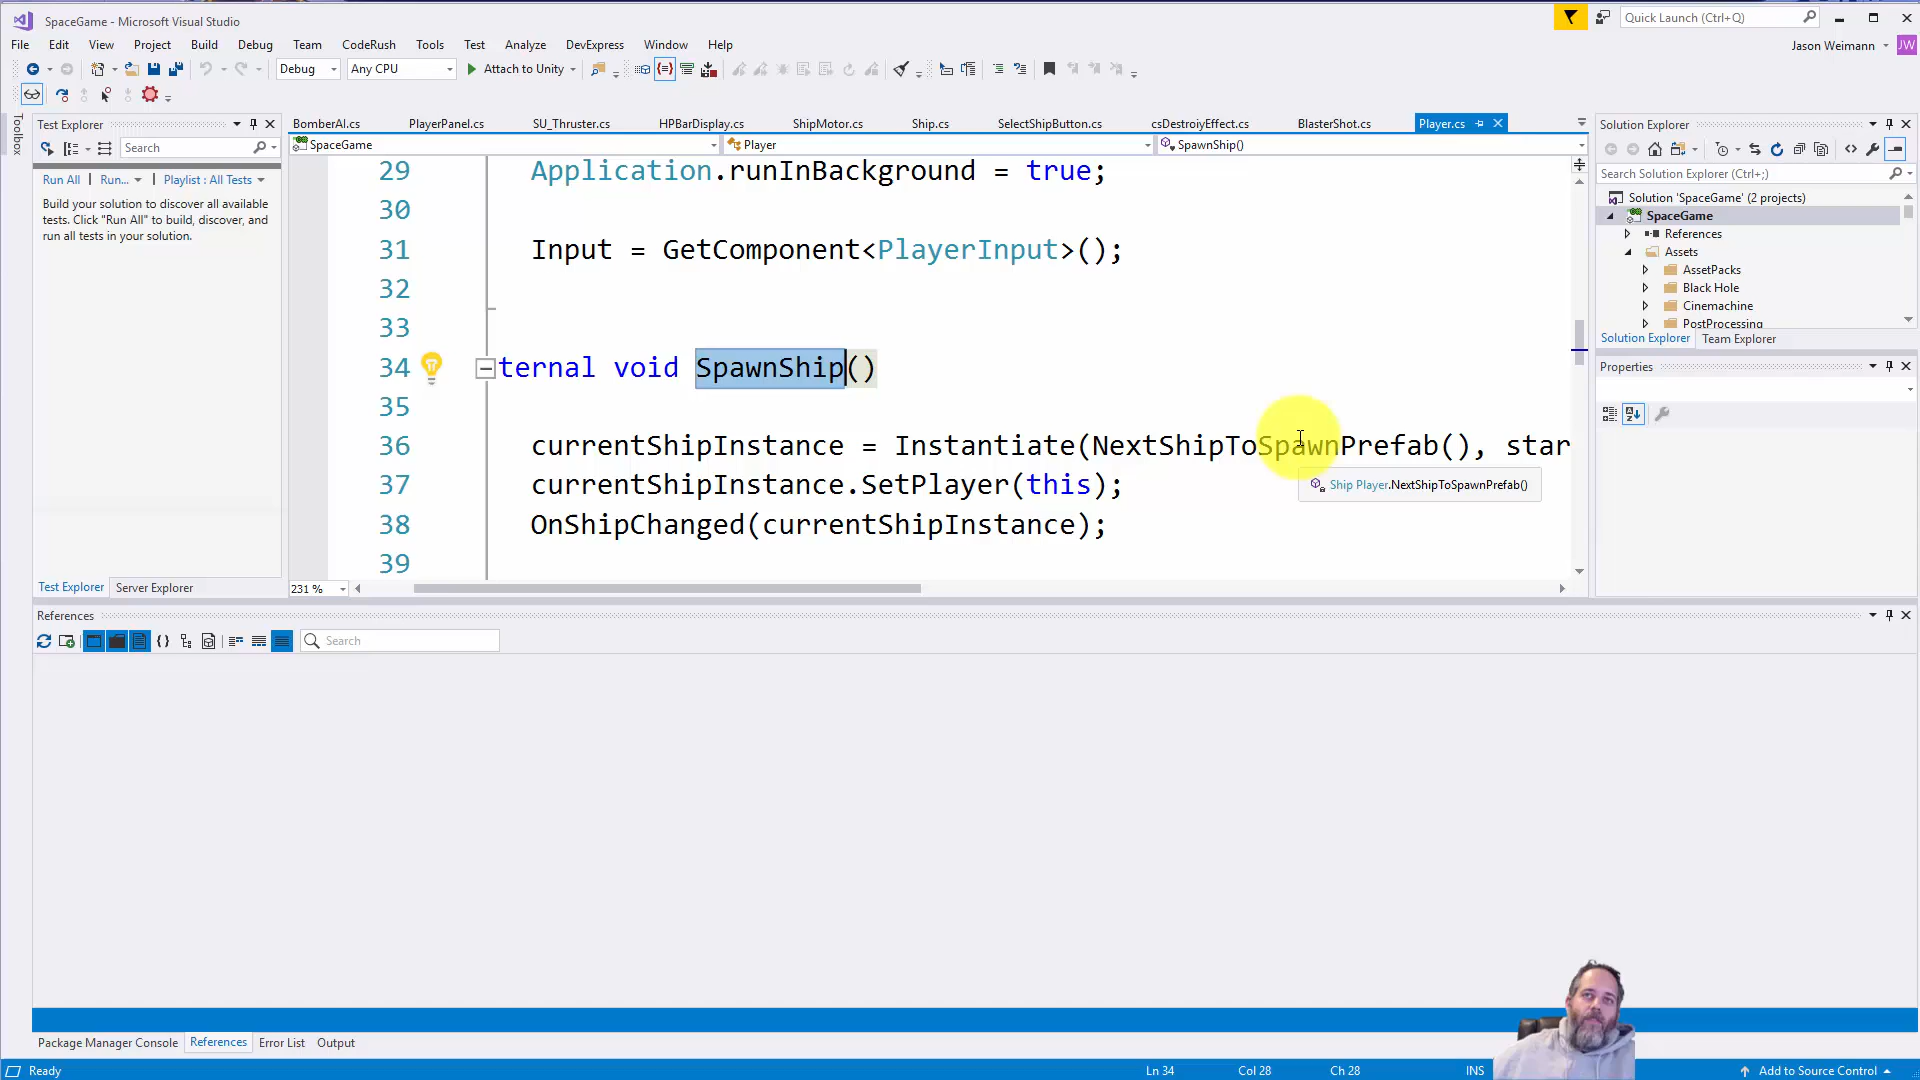 SpaceGame - Microsoft Visual Studio
Quick Launch (Ctrl+Q)
File Edit View Project Build Debug Team CodeRush Tools Test Analyze DevExpress Window Help
Jason Weimann JW
Debug Any CPU Attach to Unity
Toolbox
Test Explorer
Search
Run All | Run... | Playlist : All Tests
Build your solution to discover all available
tests. Click "Run All" to build, discover, and
run all tests in your solution.
Test Explorer Server Explorer
BomberAI.cs PlayerPanel.cs SU_Thruster.cs HPBarDisplay.cs ShipMotor.cs Ship.cs SelectShipButton.cs csDestroiyEffect.cs BlasterShot.cs Player.cs
SpaceGame Player SpawnShip()
29 Application.runInBackground = true;
30
31 Input = GetComponent<PlayerInput>();
32
33
34 ternal void SpawnShip()
35
36 currentShipInstance = Instantiate(NextShipToSpawnPrefab(), star
37 currentShipInstance.SetPlayer(this);
Ship Player.NextShipToSpawnPrefab()
38 OnShipChanged(currentShipInstance);
39
231 %
Solution Explorer
Search Solution Explorer (Ctrl+;)
Solution 'SpaceGame' (2 projects)
SpaceGame
References
Assets
AssetPacks
Black Hole
Cinemachine
PostProcessing
Solution Explorer Team Explorer
Properties
References
Search
Package Manager Console References Error List Output
Ready Ln 34 Col 28 Ch 28 INS Add to Source Control